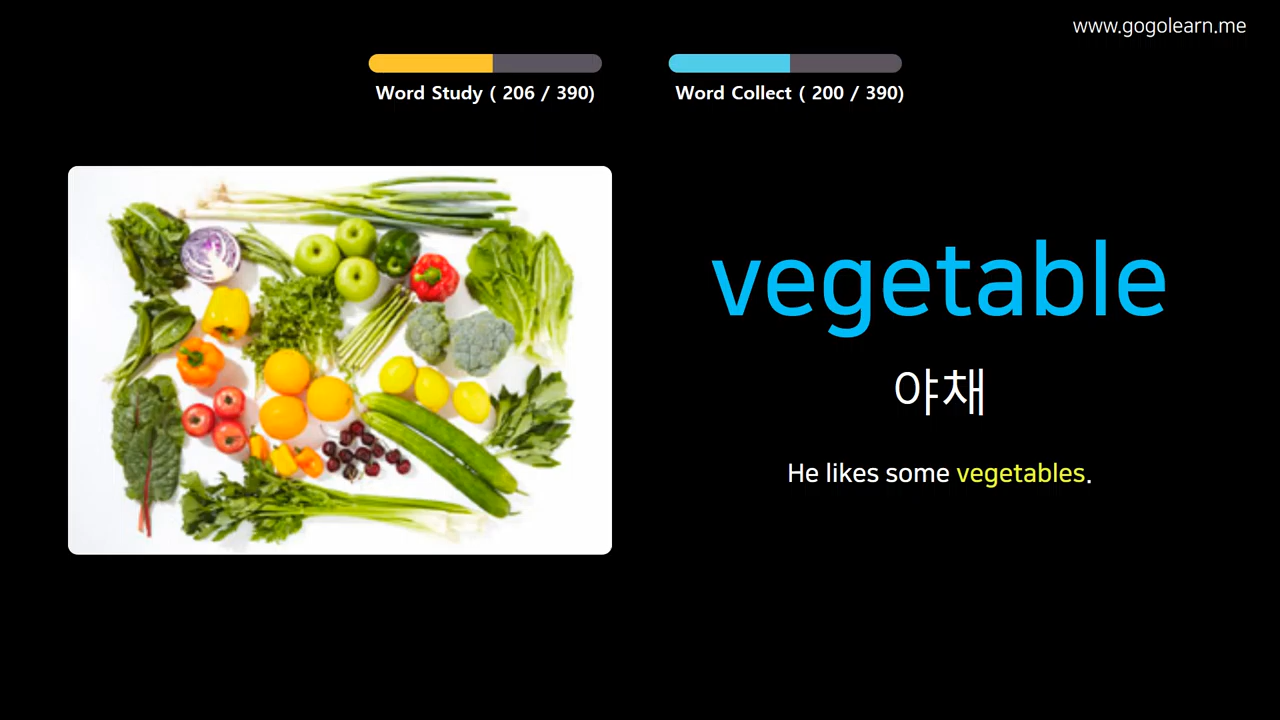 www.gogolearn.me
Word Study ( 206 / 390)
Word Collect ( 200 / 390)
vegetable
야채
He likes some vegetables.